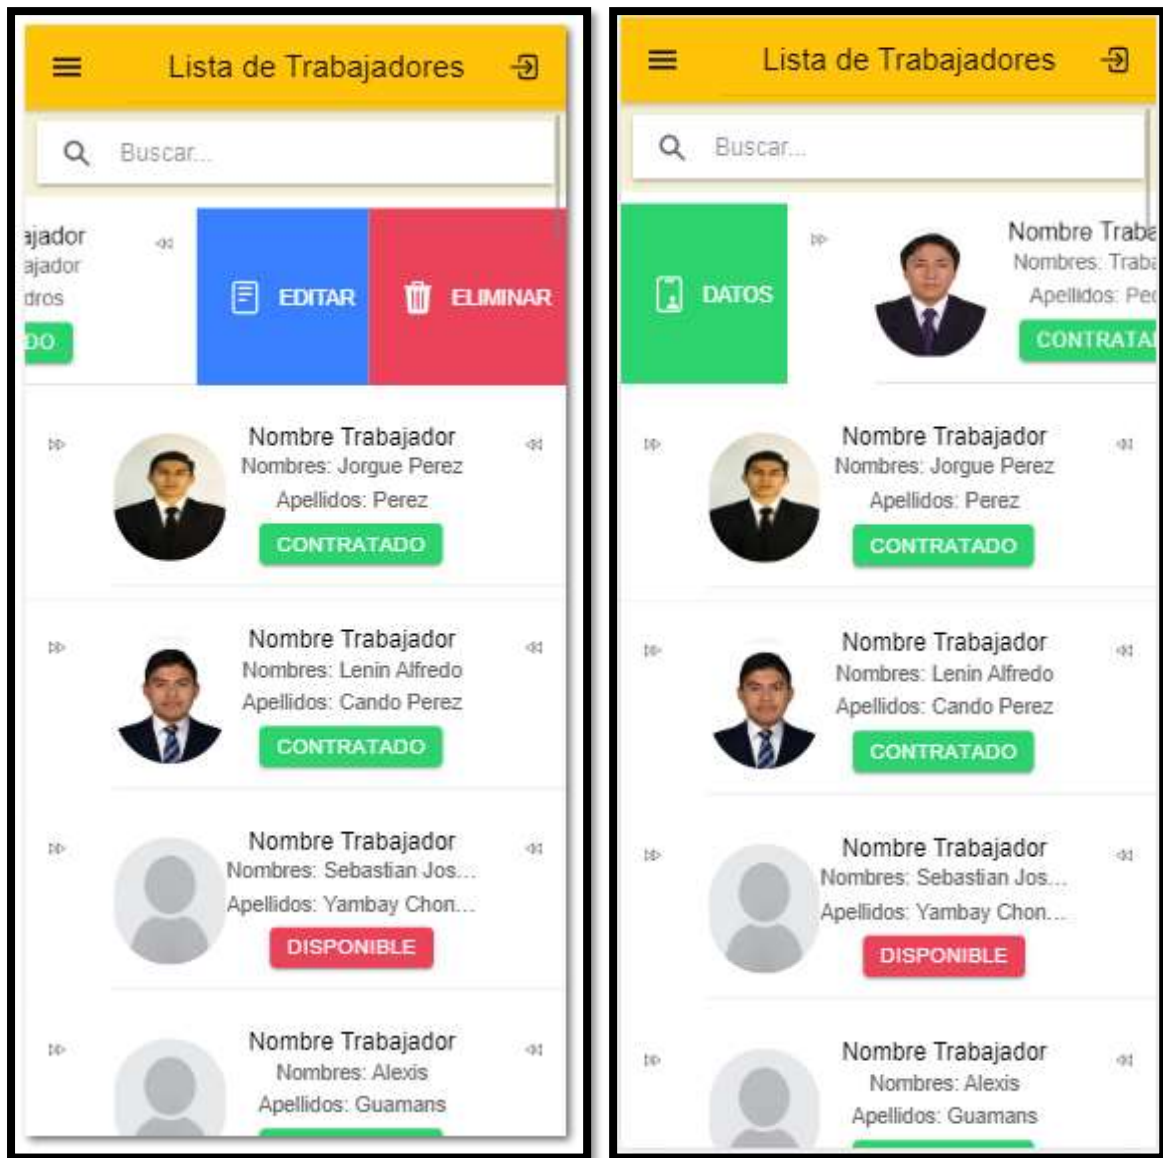 Lista de Trabajadores
Buscar...
ajador
ajador
dros
DO
EDITAR
ELIMINAR
Nombre Trabajador
Nombres: Jorgue Perez
Apellidos: Perez
CONTRATADO
Nombre Trabajador
Nombres: Lenin Alfredo
Apellidos: Cando Perez
CONTRATADO
Nombre Trabajador
Nombres: Sebastian Jos...
Apellidos: Yambay Chon...
DISPONIBLE
Nombre Trabajador
Nombres: Alexis
Apellidos: Guamans
Lista de Trabajadores
Buscar...
DATOS
Nombre Traba
Nombres: Traba
Apellidos: Ped
CONTRATA
Nombre Trabajador
Nombres: Jorgue Perez
Apellidos: Perez
CONTRATADO
Nombre Trabajador
Nombres: Lenin Alfredo
Apellidos: Cando Perez
CONTRATADO
Nombre Trabajador
Nombres: Sebastian Jos...
Apellidos: Yambay Chon...
DISPONIBLE
Nombre Trabajador
Nombres: Alexis
Apellidos: Guamans